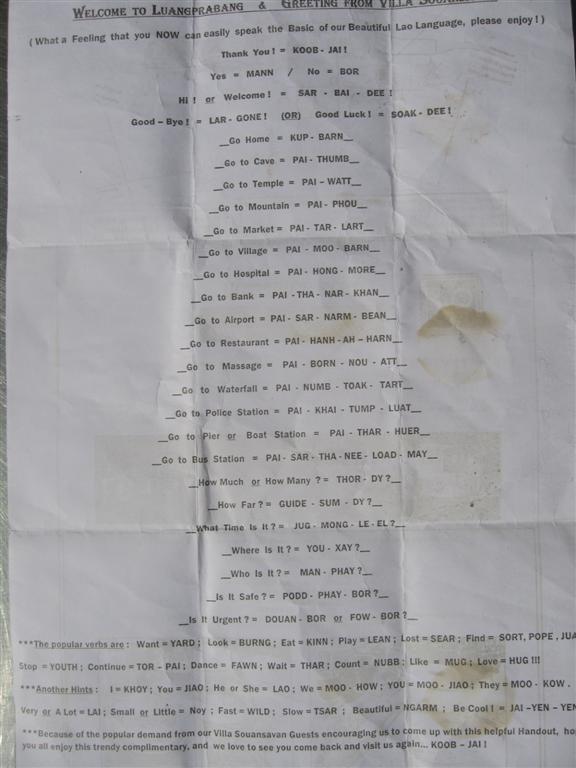 WELCOME TO LUANGPRABANG & GREETING FROM VILLA
( What a Feeling that you NOW can easily speak the Basic of our Beautiful Lao Language, please enjoy ! )
Thank You ! = KOOB - JAI !
Yes = MANN / No = BOR
Hi ! or Welcome ! = SAR - BAI - DEE !
Good – Bye ! = LAR - GONE ! (OR) Good Luck ! = SOAK - DEE !
__Go Home = KUP - BARN__
__Go to Cave = PAI - THUMB__
__Go to Temple = PAI – WATT__
__Go to Mountain = PAI - PHOU__
__Go to Market = PAI - TAR - LART__
__Go to Village = PAI - MOO - BARN__
__Go to Hospital = PAI - HONG - MORE__
__Go to Bank = PAI -THA - NAR - KHAN__
__Go to Airport = PAI - SAR - NARM - BEAN__
__Go to Restaurant = PAI - HANH - AH – HARN__
__Go to Massage = PAI - BORN - NOU - ATT__
__Go to Waterfall = PAI - NUMB - TOAK - TART__
__Go to Police Station = PAI - KHAI - TUMP - LUAT__
__Go to Pier or Boat Station = PAI - THAR - HUER__
__Go to Bus Station = PAI - SAR - THA - NEE - LOAD - MAY__
__How Much or How Many ? = THOR - DY ?__
__How Far ? = GUIDE - SUM - DY ?__
__What Time Is It ? = JUG - MONG - LE - EL ?__
__Where Is It ? = YOU - XAY ?__
__Who Is It ? = MAN - PHAY ?__
__Is It Safe ? = PODD - PHAY - BOR ?__
__Is It Urgent ? = DOUAN - BOR or FOW - BOR ?__
***The popular verbs are : Want = YARD ; Look = BURNG ; Eat = KINN ; Play = LEAN ; Lost = SEAR ; Find = SORT, POPE , JUA
Stop = YOUTH ; Continue = TOR - PAI ; Dance = FAWN ; Wait = THAR ; Count = NUBB ; Like = MUG ; Love = HUG !!!
***Another Hints : I = KHOY ; You = JIAO ; He or She = LAO ; We = MOO - HOW ; YOU = MOO - JIAO ; They = MOO - KOW .
Very or A Lot = LAI ; Small or Little = Noy ; Fast = WILD ; Slow = TSAR ; Beautiful = NGARM ; Be Cool ! = JAI -YEN - YEN
***Because of the popular demand from our Villa Souansavan Guests encouraging us to come up with this helpful Handout, ho
you all enjoy this trendy complimentary, and we love to see you come back and visit us again... KOOB – JAI !